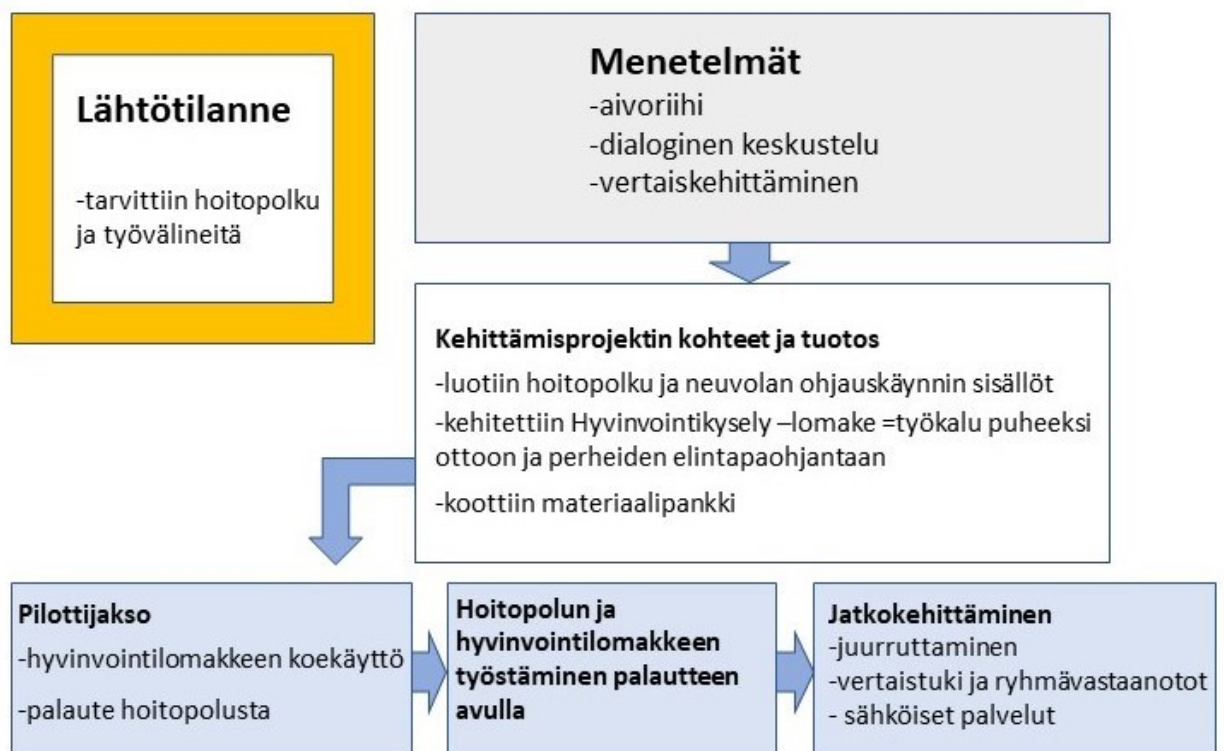 Lähtötilanne
-tarvittiin hoitopolku
ja työvälineitä
Menetelmät
-aivoriihi
-dialoginen keskustelu
-vertaiskehittäminen
Kehittämisprojektin kohteet ja tuotos
-luotiin hoitopolku ja neuvolan ohjauskäynnin sisällöt
-kehitettiin Hyvinvointikysely –lomake =työkalu puheeksi
ottoon ja perheiden elintapaohjantaan
-koottiin materiaalipankki
Pilottijakso
-hyvinvointilomakkeen koekäyttö
-palaute hoitopolusta
Hoitopolun ja
hyvinvointilomakkeen
työstäminen palautteen
avulla
Jatkokehittäminen
-juurruttaminen
-vertaistuki ja ryhmävastaanotot
- sähköiset palvelut